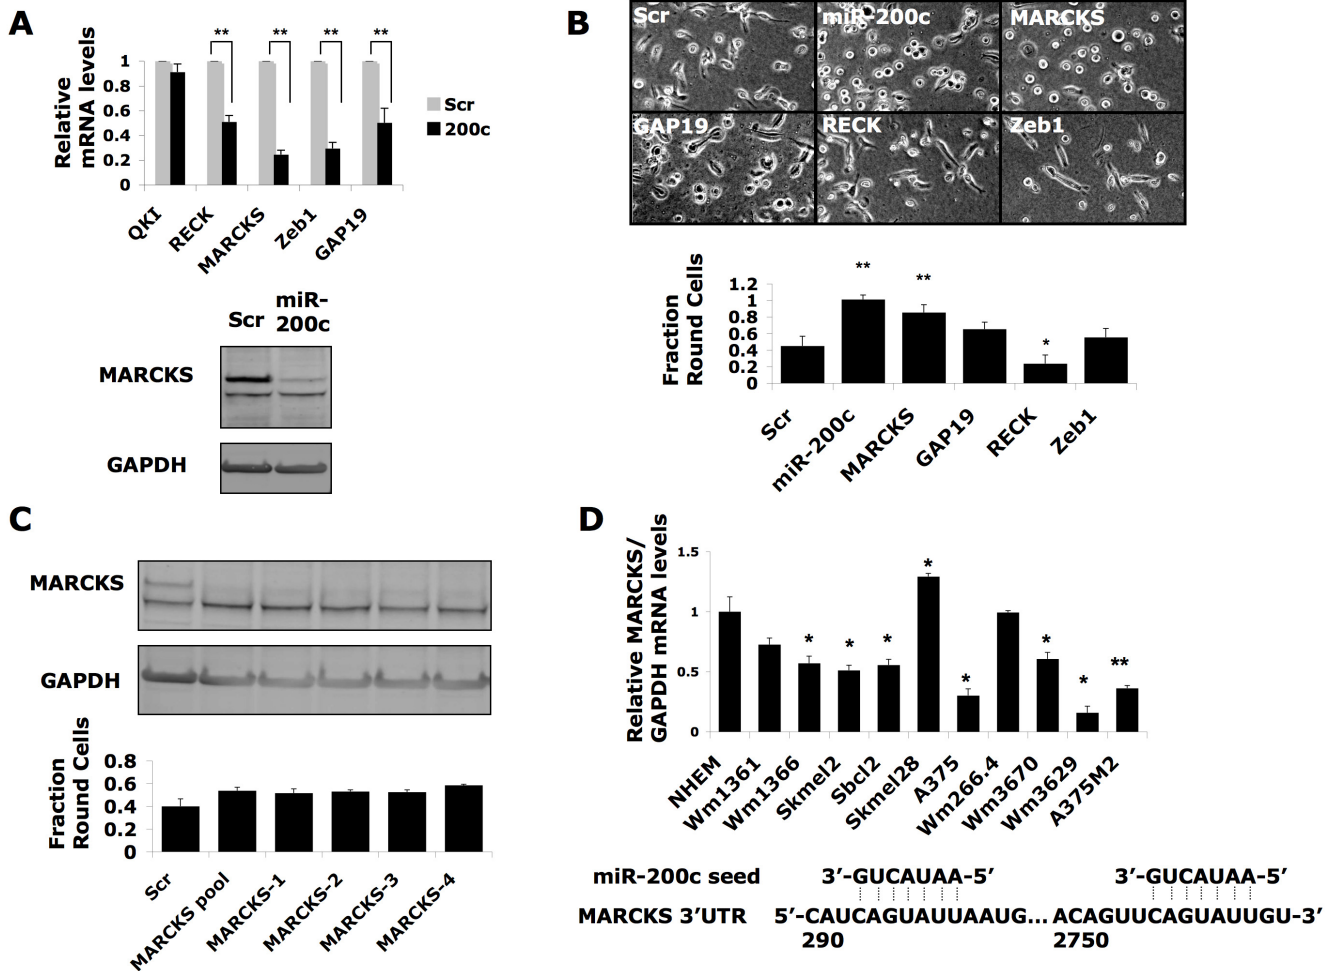 A
Relative
mRNA levels
1
0.8
0.6
0.4
0.2
0
** ** ** **
Scr
200c
QKI
RECK
MARCKS
Zeb1
GAP19
Scr
miR-
200c
MARCKS
GAPDH
B
Scr
miR-200c
MARCKS
GAP19
RECK
Zeb1
Fraction
Round Cells
1.2
1
0.8
0.6
0.4
0.2
0
** ** *
Scr
miR-200c
MARCKS
GAP19
RECK
Zeb1
C
MARCKS
GAPDH
Fraction
Round Cells
0.8
0.6
0.4
0.2
0
Scr
MARCKS pool
MARCKS-1
MARCKS-2
MARCKS-3
MARCKS-4
D
Relative MARCKS/
GAPDH mRNA levels
1.5
1
0.5
0
* * * * * * * **
NHEM
Wm1361
Wm1366
Skmel2
Sbcl2
Skmel28
A375
Wm266.4
Wm3670
Wm3629
A375M2
miR-200c seed 3′-GUCAUAA-5′ 3′-GUCAUAA-5′
MARCKS 3′UTR 5′-CAUCAGUAUUAAUG... ACAGUUCAGUAUUGU-3′
290 2750